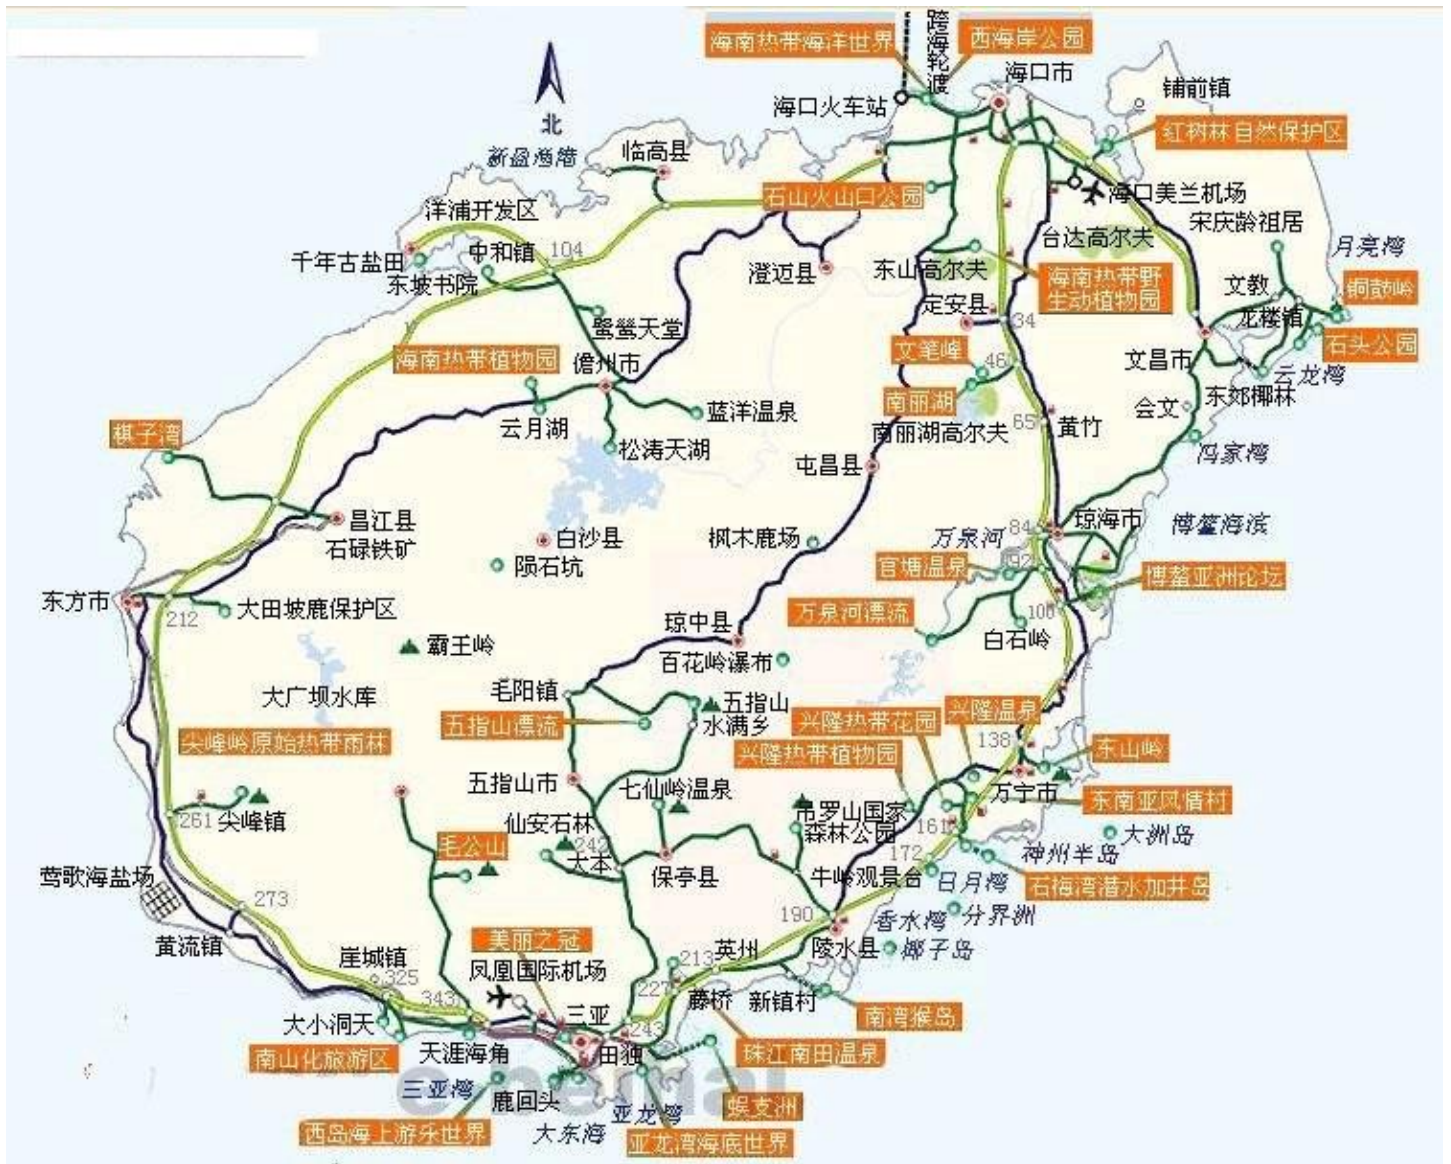 海南热带海洋世界
跨海轮渡
西海岸公园
海口市
海口火车站
铺前镇
红树林自然保护区
北
新盈渔港
临高县
石山火山口公园
海口美兰机场
洋浦开发区
宋庆龄祖居
月亮湾
千年古盐田
中和镇
104
东坡书院
澄迈县
东山高尔夫
台达高尔夫
海南热带野
生动植物园
文教
铜鼓岭
龙楼镇
鹭鸶天堂
定安县
34
石头公园
海南热带植物园
儋州市
文笔峰
46
文昌市
云龙湾
东郊椰林
南丽湖
会文
云月湖
蓝洋温泉
南丽湖高尔夫
65
黄竹
棋子湾
松涛天湖
冯家湾
屯昌县
昌江县
石碌铁矿
白沙县
枫木鹿场
万泉河
84
琼海市
博鳌海滨
陨石坑
官塘温泉
92
博鳌亚洲论坛
东方市
212
大田坡鹿保护区
万泉河漂流
106
琼中县
白石岭
霸王岭
百花岭瀑布
大广坝水库
毛阳镇
五指山
五指山漂流
水满乡
兴隆热带花园
兴隆温泉
尖峰岭原始热带雨林
兴隆热带植物园
138
东山岭
五指山市
七仙岭温泉
万宁市
东南亚风情村
261
尖峰镇
仙安石林
吊罗山国家
森林公园
161
大洲岛
毛公山
242
大本
172
神州半岛
莺歌海盐场
保亭县
牛岭观景台
日月湾
石梅湾潜水加井岛
273
190
香水湾
分界洲
黄流镇
崖城镇
美丽之冠
英州
陵水县
椰子岛
凤凰国际机场
213
325
343
227
藤桥
新镇村
南湾猴岛
大小洞天
三亚
243
南山化旅游区
天涯海角
田独
珠江南田温泉
三亚湾
鹿回头
亚龙湾
蜈支洲
西岛海上游乐世界
大东海
亚龙湾海底世界